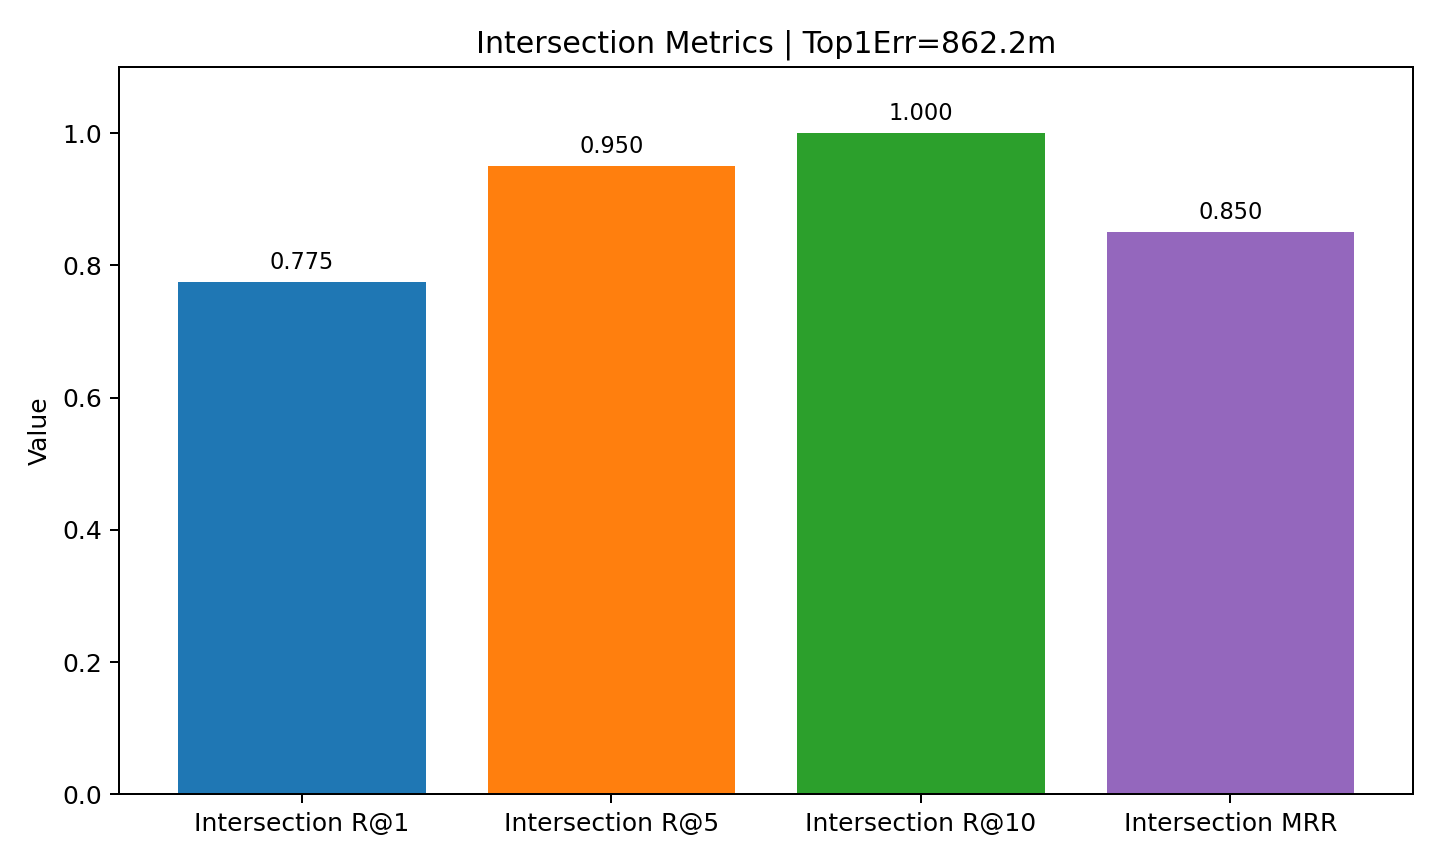 Intersection Metrics | Top1Err=862.2m
Value
1.0
0.8
0.6
0.4
0.2
0.0
0.775
0.950
1.000
0.850
Intersection R@1
Intersection R@5
Intersection R@10
Intersection MRR